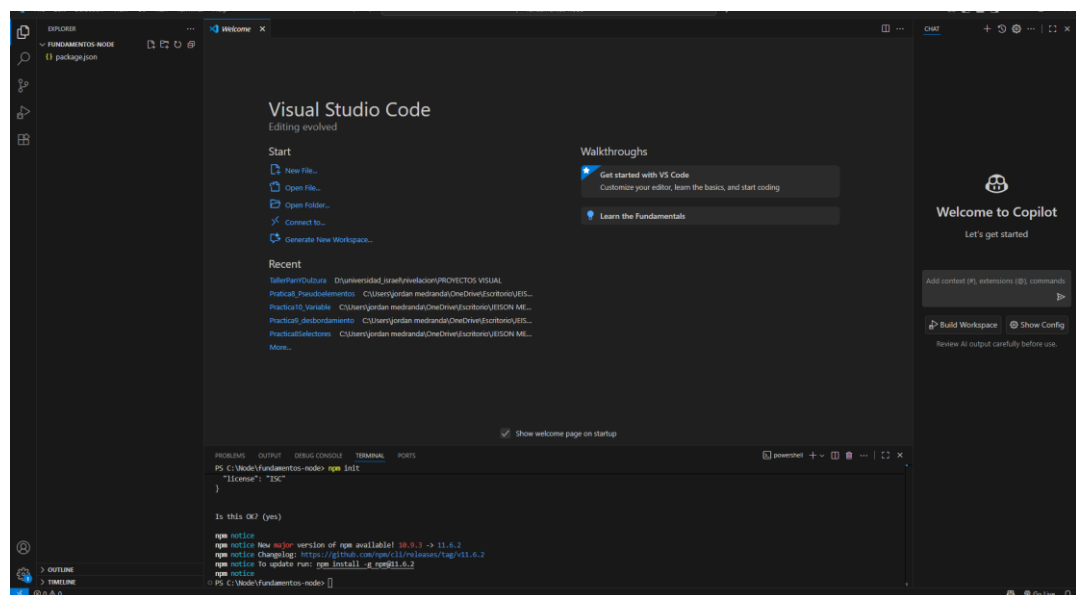 EXPLORER
FUNDAMENTOS-NODE
{} package.json
OUTLINE
TIMELINE
Welcome
Visual Studio Code
Editing evolved
Start
New File...
Open File...
Open Folder...
Connect to...
Generate New Workspace...
Recent
TallerPanYDulzura D:\universidad_israel\nivelacion\PROYECTOS VISUAL
Pratica8_Pseudoelementos C:\Users\jordan medranda\OneDrive\Escritorio\JEIS...
Practica10_Variable C:\Users\jordan medranda\OneDrive\Escritorio\JEISON ME...
Practica9_desbordamiento C:\Users\jordan medranda\OneDrive\Escritorio\JEIS...
Practica8Selectores C:\Users\jordan medranda\OneDrive\Escritorio\JEISON ME...
More...
Walkthroughs
Get started with VS Code
Customize your editor, learn the basics, and start coding
Learn the Fundamentals
Show welcome page on startup
PROBLEMS OUTPUT DEBUG CONSOLE TERMINAL PORTS
powershell
PS C:\Node\fundamentos-node> npm init
"license": "ISC"
}
Is this OK? (yes)
npm notice
npm notice New major version of npm available! 10.9.3 -> 11.6.2
npm notice Changelog: https://github.com/npm/cli/releases/tag/v11.6.2
npm notice To update run: npm install -g npm@11.6.2
npm notice
PS C:\Node\fundamentos-node>
CHAT
Welcome to Copilot
Let's get started
Add context (#), extensions (@), commands
Build Workspace
Show Config
Review AI output carefully before use.
Go Live